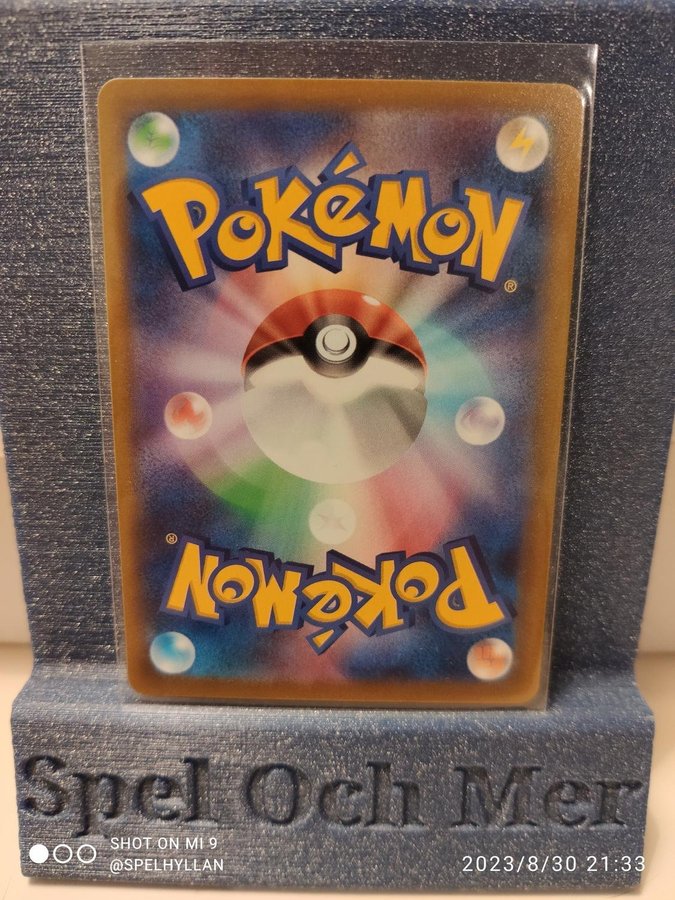 POKéMON
®
®
POKéMON
Spel Och Mer
SHOT ON MI 9
@SPELHYLLAN
2023/8/30 21:33